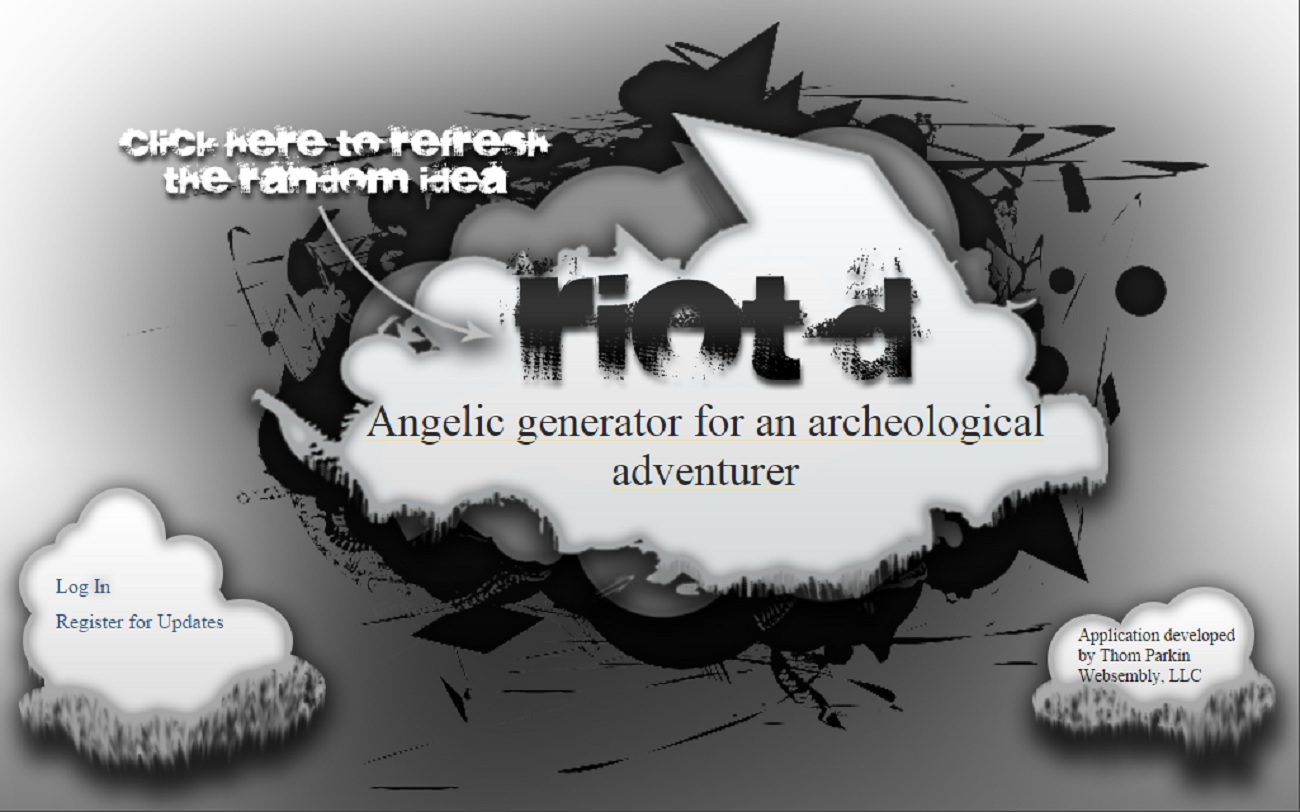 Click here to refresh
the random idea
riot d
Angelic generator for an archeological
adventurer
Log In
Register for Updates
Application developed
by Thom Parkin
Websembly, LLC